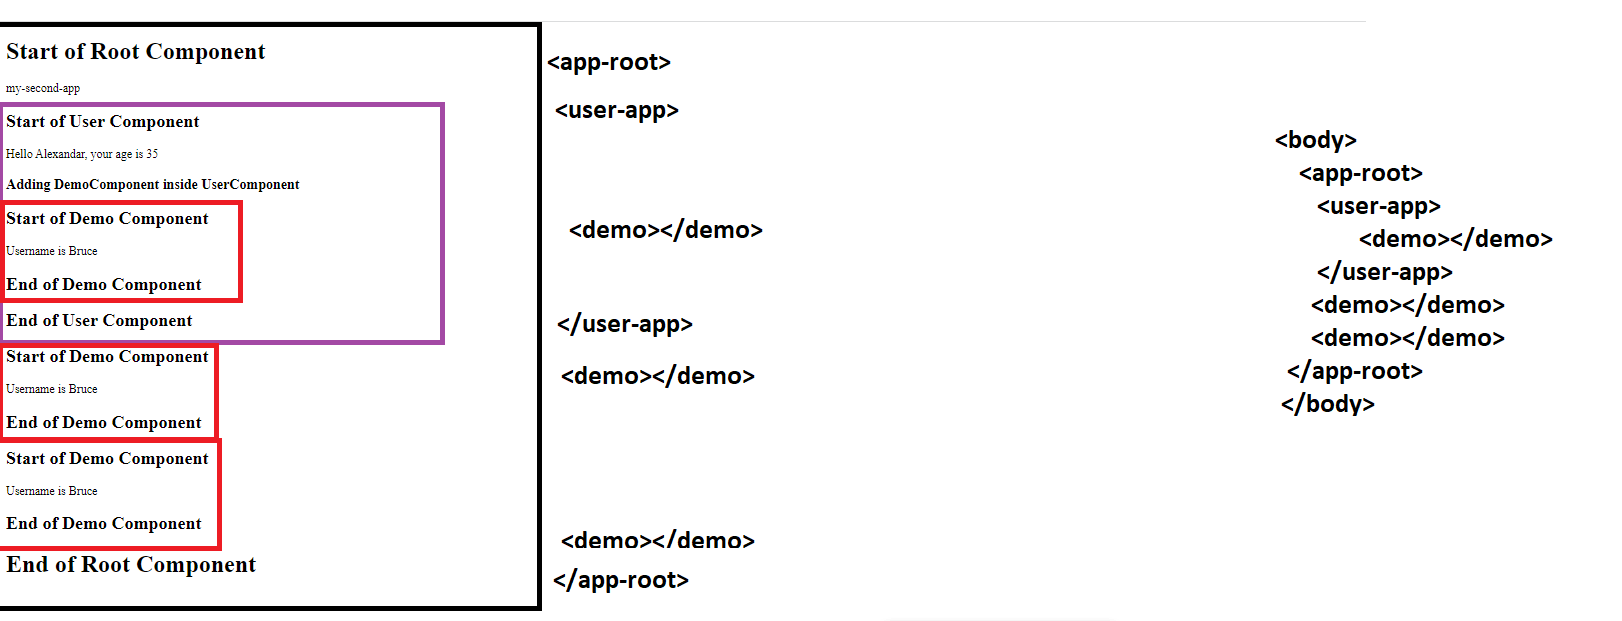 Start of Root Component
my-second-app
Start of User Component
Hello Alexandar, your age is 35
Adding DemoComponent inside UserComponent
Start of Demo Component
Username is Bruce
End of Demo Component
End of User Component
Start of Demo Component
Username is Bruce
End of Demo Component
Start of Demo Component
Username is Bruce
End of Demo Component
End of Root Component
<app-root>
<user-app>
<demo></demo>
</user-app>
<demo></demo>
<demo></demo>
</app-root>
<body>
<app-root>
<user-app>
<demo></demo>
</user-app>
<demo></demo>
<demo></demo>
</app-root>
</body>